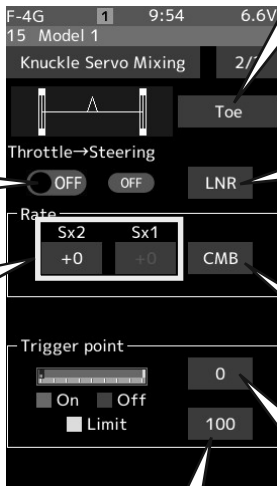 F-4G 1 9:54 6.6V
15 Model 1
Knuckle Servo Mixing 2/
Toe
Throttle→Steering
OFF OFF LNR
Rate
Sx2 Sx1
+0 +0 CMB
Trigger point
0
On Off
Limit 100